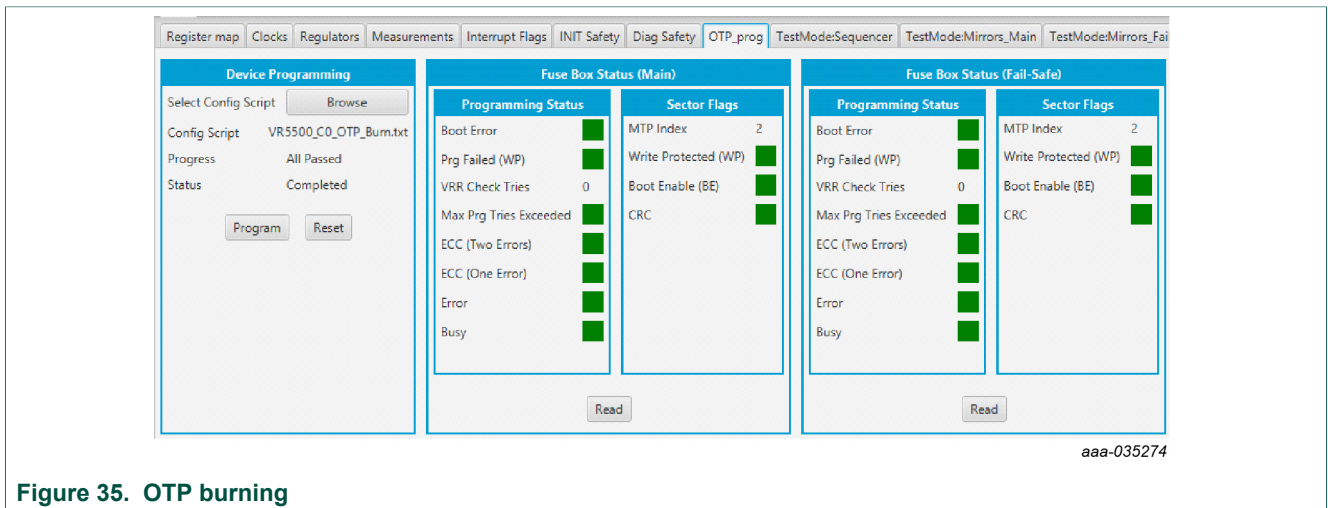 Register map Clocks Regulators Measurements Interrupt Flags INIT Safety Diag Safety OTP_prog TestMode:Sequencer TestMode:Mirrors_Main TestMode:Mirrors_Fai
Device Programming
Select Config Script Browse
Config Script VR5500_C0_OTP_Burn.txt
Progress All Passed
Status Completed
Program Reset
Fuse Box Status (Main)
Programming Status
Boot Error
Prg Failed (WP)
VRR Check Tries 0
Max Prg Tries Exceeded
ECC (Two Errors)
ECC (One Error)
Error
Busy
Sector Flags
MTP Index 2
Write Protected (WP)
Boot Enable (BE)
CRC
Read
Fuse Box Status (Fail-Safe)
Programming Status
Boot Error
Prg Failed (WP)
VRR Check Tries 0
Max Prg Tries Exceeded
ECC (Two Errors)
ECC (One Error)
Error
Busy
Sector Flags
MTP Index 2
Write Protected (WP)
Boot Enable (BE)
CRC
Read
aaa-035274
Figure 35. OTP burning